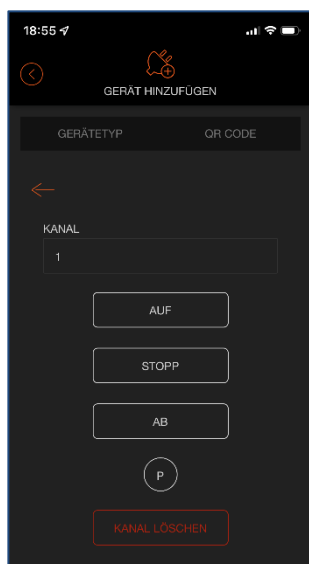 18:55
GERÄT HINZUFÜGEN
GERÄTETYP QR CODE
KANAL
1
AUF
STOPP
AB
P
KANAL LÖSCHEN